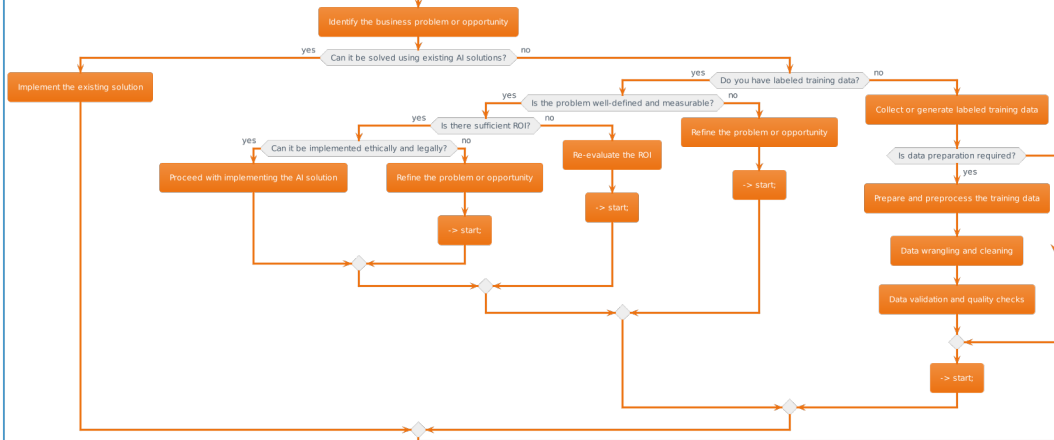 Identify the business problem or opportunity
yes
Can it be solved using existing AI solutions?
no
Implement the existing solution
yes
Do you have labeled training data?
no
yes
Is the problem well-defined and measurable?
no
Collect or generate labeled training data
yes
Is there sufficient ROI?
no
Refine the problem or opportunity
yes
Can it be implemented ethically and legally?
no
Re-evaluate the ROI
Is data preparation required?
yes
Proceed with implementing the AI solution
Refine the problem or opportunity
-> start;
Prepare and preprocess the training data
-> start;
-> start;
Data wrangling and cleaning
Data validation and quality checks
-> start;